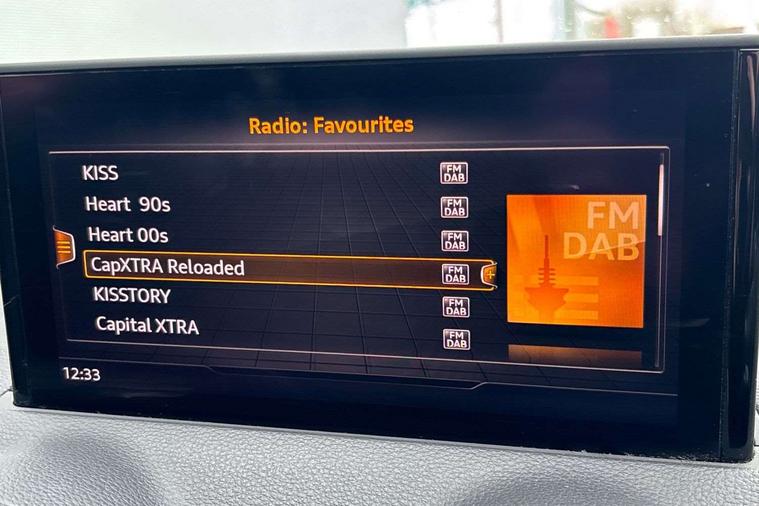 Radio: Favourites
KISS FM DAB
Heart 90s FM DAB
Heart 00s FM DAB
CapXTRA Reloaded FM DAB
KISSTORY FM DAB
Capital XTRA FM DAB
FM
DAB
12:33